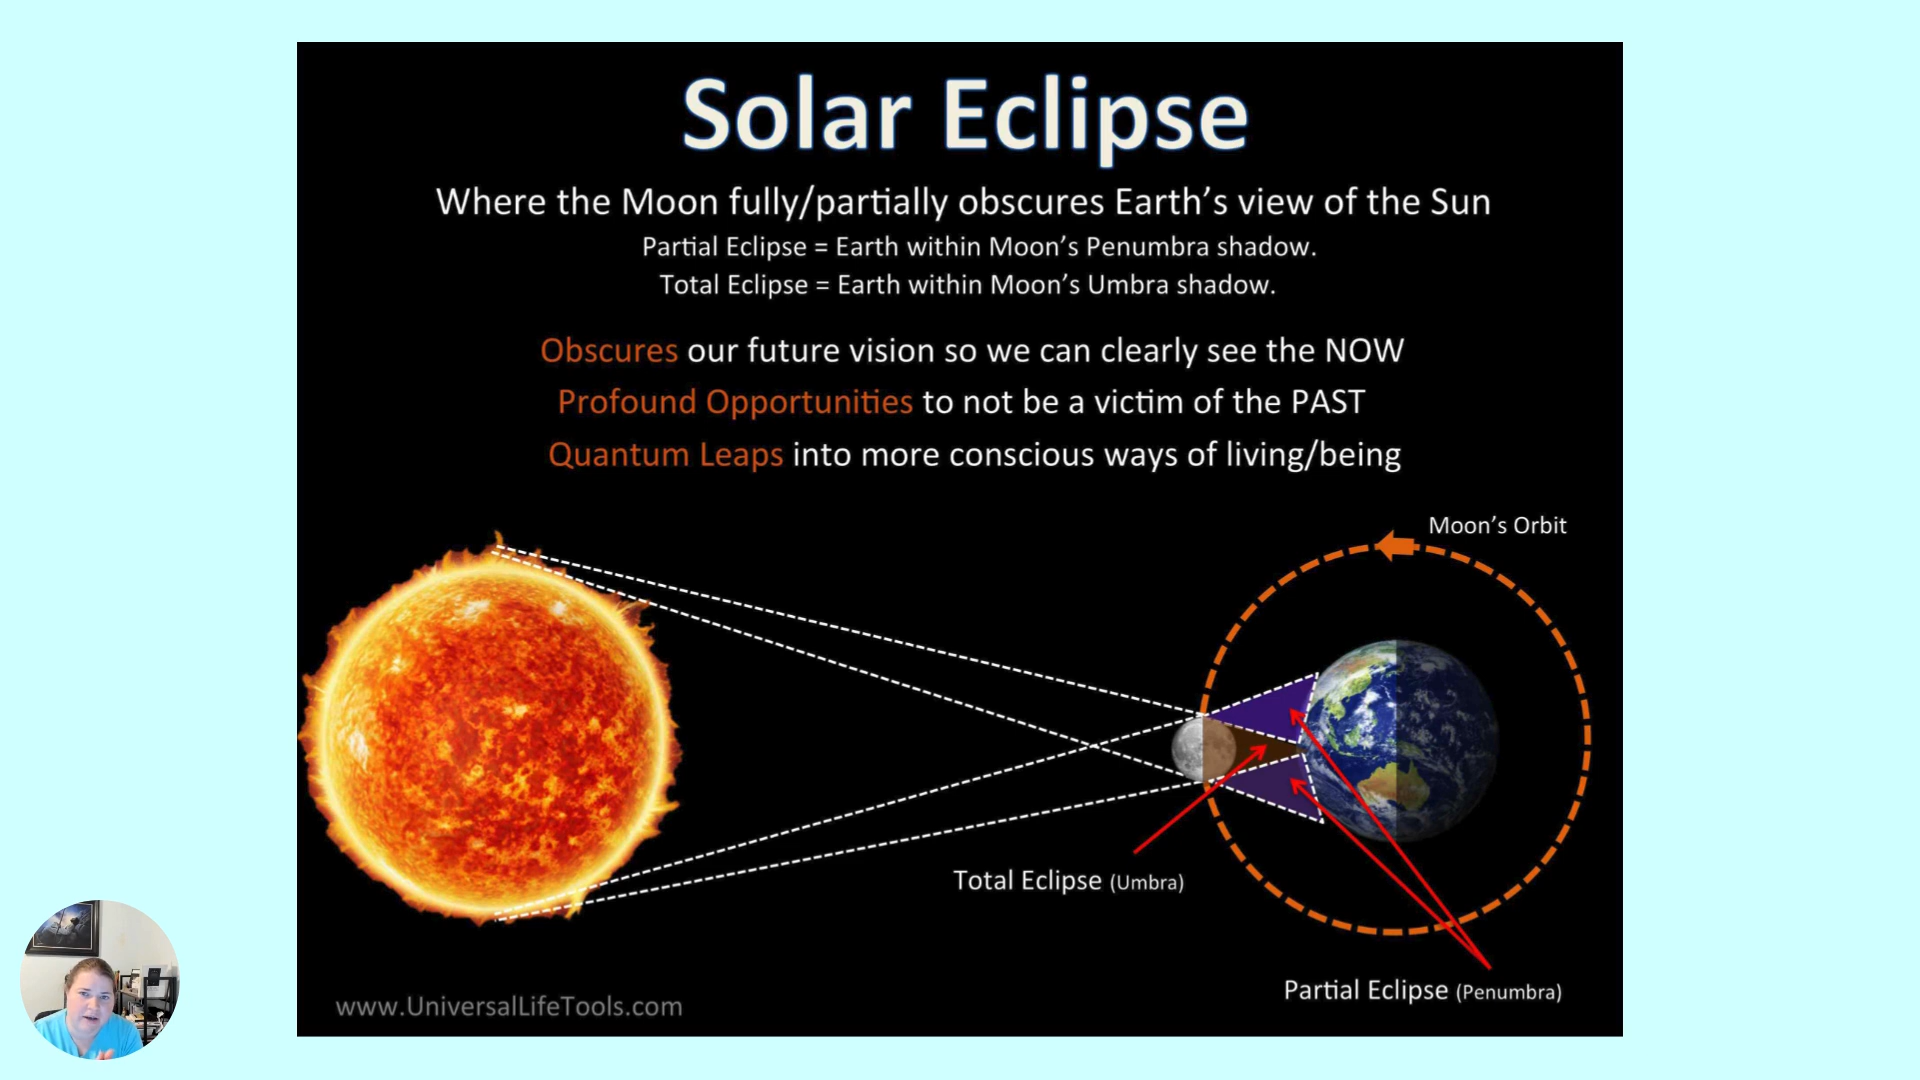 Solar Eclipse
Where the Moon fully/partially obscures Earth's view of the Sun
Partial Eclipse = Earth within Moon's Penumbra shadow.
Total Eclipse = Earth within Moon's Umbra shadow.
Obscures our future vision so we can clearly see the NOW
Profound Opportunities to not be a victim of the PAST
Quantum Leaps into more conscious ways of living/being
Moon's Orbit
Total Eclipse (Umbra)
Partial Eclipse (Penumbra)
www.UniversalLifeTools.com